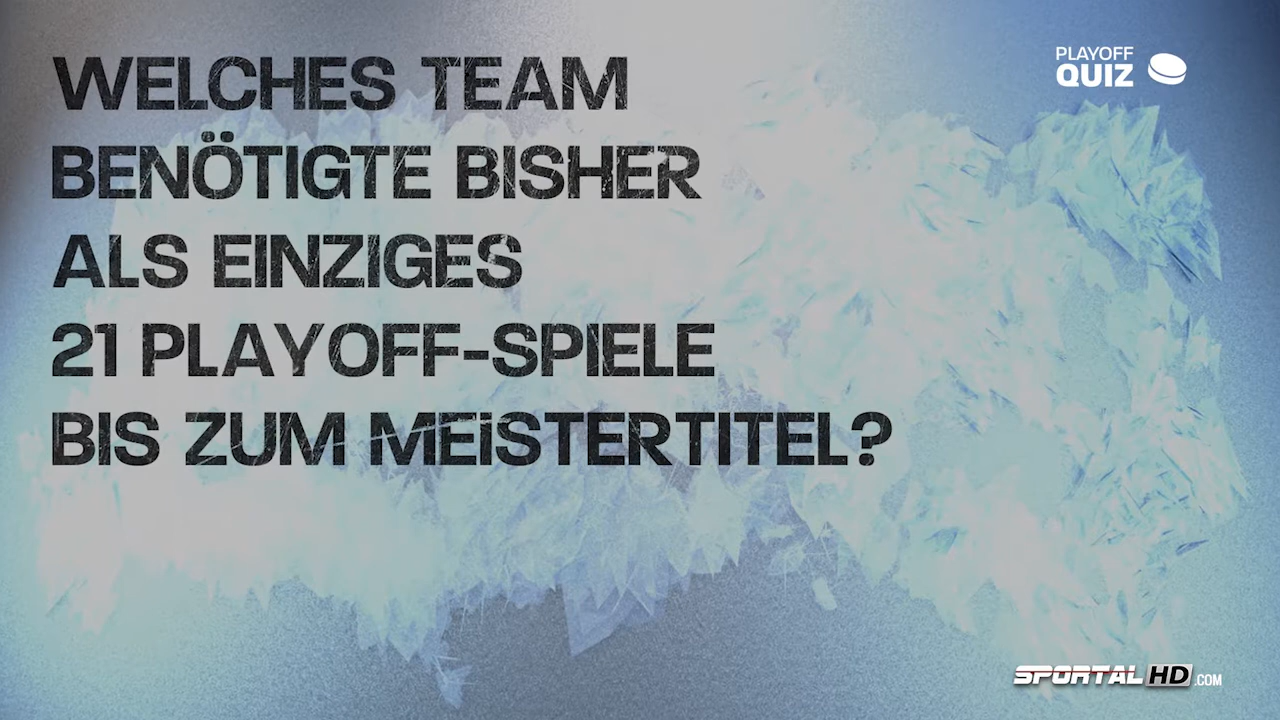 WELCHES TEAM
BENÖTIGTE BISHER
ALS EINZIGES
21 PLAYOFF-SPIELE
BIS ZUM MEISTERTITEL?
PLAYOFF
QUIZ
SPORTAL HD.COM